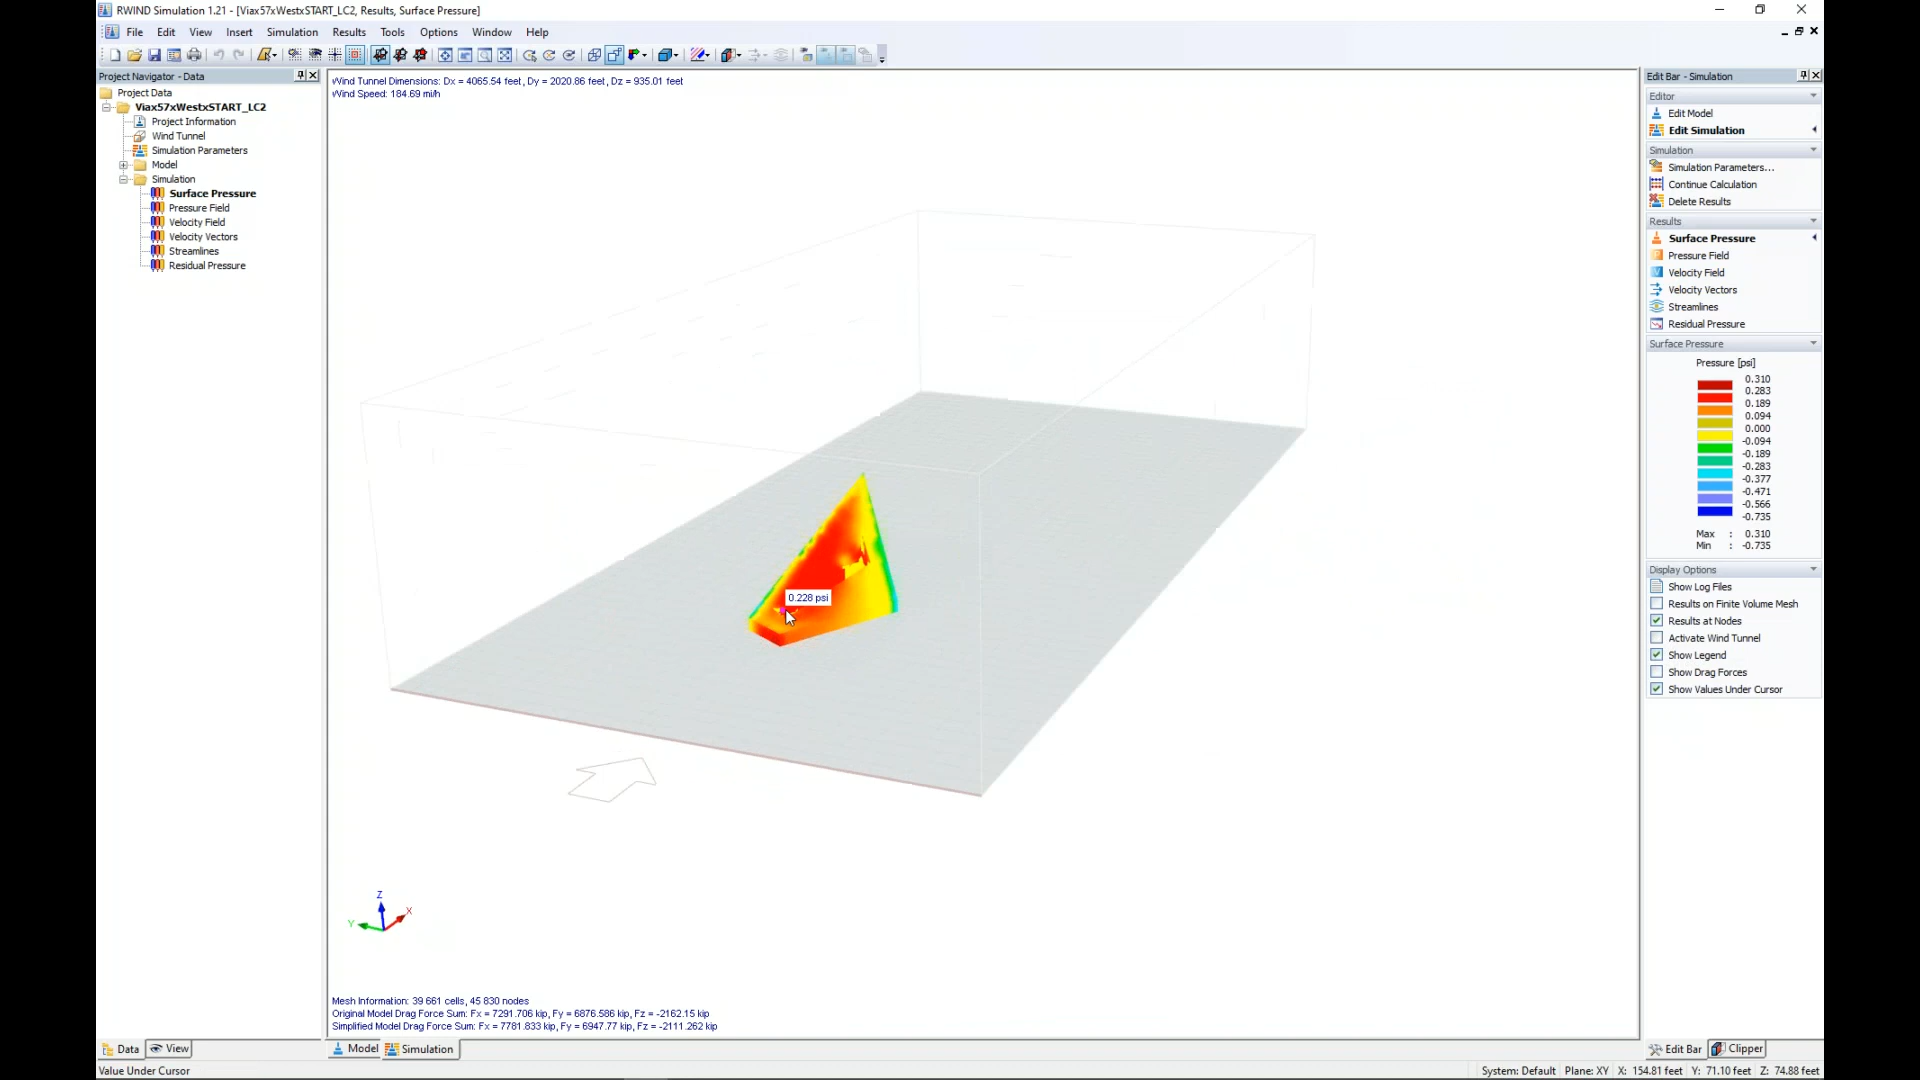 RWIND Simulation 1.21 - [Viax57xWestxSTART_LC2, Results, Surface Pressure]
File Edit View Insert Simulation Results Tools Options Window Help
Project Navigator - Data
Project Data
Viax57xWestxSTART_LC2
Project Information
Wind Tunnel
Simulation Parameters
Model
Simulation
Surface Pressure
Pressure Field
Velocity Field
Velocity Vectors
Streamlines
Residual Pressure
Data View
Wind Tunnel Dimensions: Dx = 4065.54 feet, Dy = 2020.86 feet, Dz = 935.01 feet
Wind Speed: 184.69 mi/h
0.228 psi
Z
X
Y
Mesh Information: 39 661 cells, 45 830 nodes
Original Model Drag Force Sum: Fx = 7291.706 kip, Fy = 6876.586 kip, Fz = -2162.15 kip
Simplified Model Drag Force Sum: Fx = 7781.833 kip, Fy = 6947.77 kip, Fz = -2111.262 kip
Model Simulation
Edit Bar - Simulation
Editor
Edit Model
Edit Simulation
Simulation
Simulation Parameters...
Continue Calculation
Delete Results
Results
Surface Pressure
Pressure Field
Velocity Field
Velocity Vectors
Streamlines
Residual Pressure
Surface Pressure
Pressure [psi]
0.310
0.283
0.189
0.094
0.000
-0.094
-0.189
-0.283
-0.377
-0.471
-0.566
-0.735
Max : 0.310
Min : -0.735
Display Options
Show Log Files
Results on Finite Volume Mesh
Results at Nodes
Activate Wind Tunnel
Show Legend
Show Drag Forces
Show Values Under Cursor
Edit Bar Clipper
Value Under Cursor
System: Default Plane: XY X: 154.81 feet Y: 71.10 feet Z: 74.88 feet